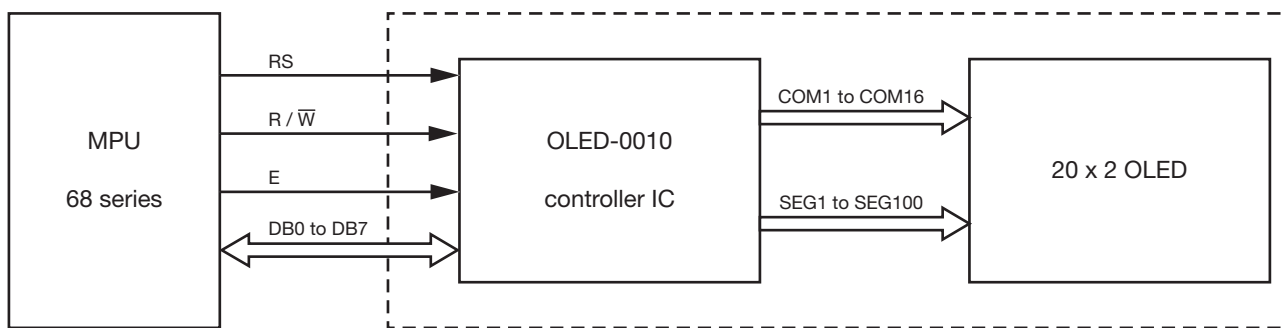 MPU
68 series
RS
R / W̅
E
DB0 to DB7
OLED-0010
controller IC
COM1 to COM16
SEG1 to SEG100
20 x 2 OLED